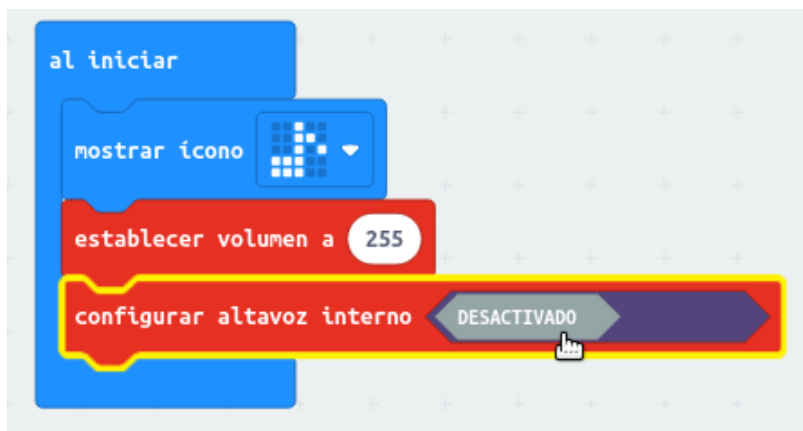 al iniciar
mostrar ícono
establecer volumen a 255
configurar altavoz interno DESACTIVADO